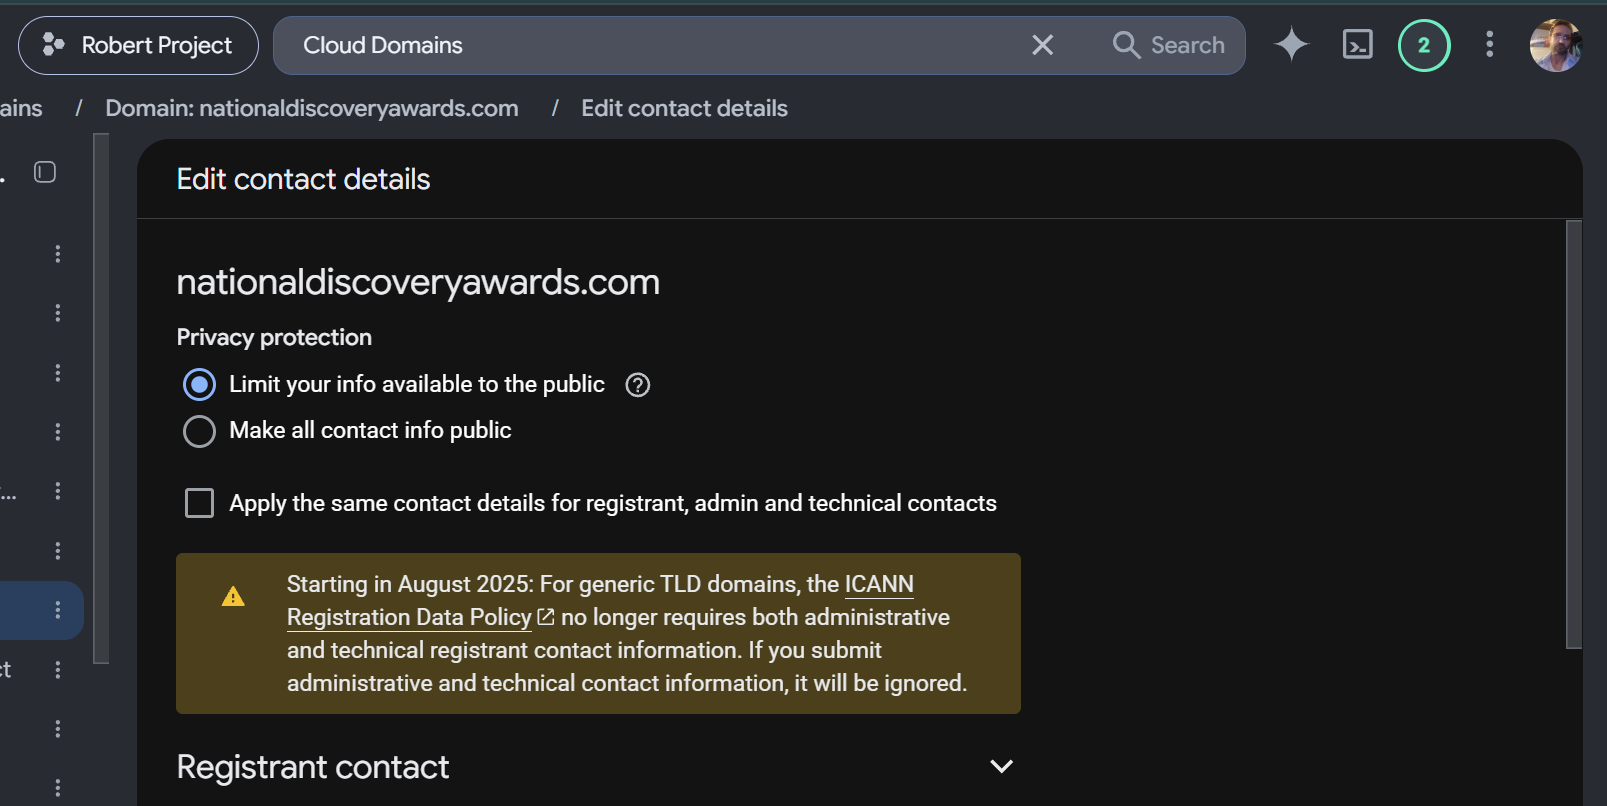 Robert Project
Cloud Domains
Search
2
ains / Domain: nationaldiscoveryawards.com / Edit contact details
Edit contact details
nationaldiscoveryawards.com
Privacy protection
Limit your info available to the public
Make all contact info public
Apply the same contact details for registrant, admin and technical contacts
Starting in August 2025: For generic TLD domains, the ICANN
Registration Data Policy no longer requires both administrative
and technical registrant contact information. If you submit
administrative and technical contact information, it will be ignored.
Registrant contact